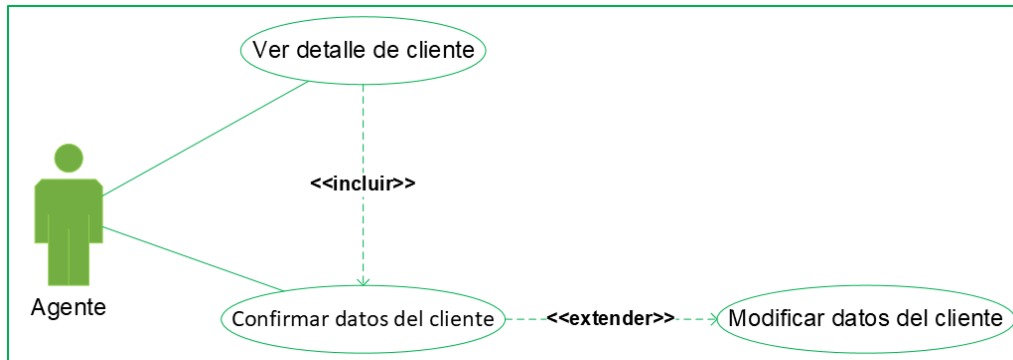 Ver detalle de cliente
<<incluir>>
Agente
Confirmar datos del cliente
<<extender>>
Modificar datos del cliente